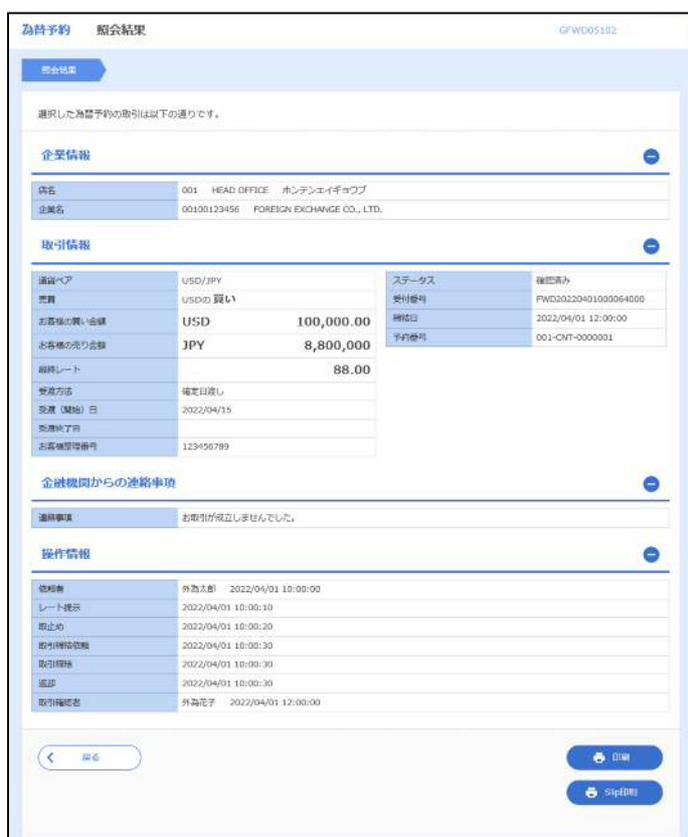 為替予約 照会結果 GFWD05102
照会結果
選択した為替予約の取引は以下の通りです。
企業情報
店名 001 HEAD OFFICE ホンテンエイギョウブ
企業名 00100123456 FOREIGN EXCHANGE CO., LTD.
取引情報
通貨ペア USD/JPY
売買 USDの 買い
お客様の買い金額 USD 100,000.00
お客様の売り金額 JPY 8,800,000
最終レート 88.00
受渡方法 確定日渡し
受渡（開始）日 2022/04/15
受渡終了日
お客様整理番号 123456789
ステータス 確認済み
受付番号 FWD20220401000064000
締結日 2022/04/01 12:00:00
予約番号 001-CNT-0000001
金融機関からの連絡事項
連絡事項 お取引が成立しませんでした。
操作情報
依頼者 外為太郎 2022/04/01 10:00:00
レート提示 2022/04/01 10:00:10
取止め 2022/04/01 10:00:20
取引締結依頼 2022/04/01 10:00:30
取引締結 2022/04/01 10:00:30
返却 2022/04/01 10:00:30
取引確認者 外為花子 2022/04/01 12:00:00
戻る
印刷
Slip印刷